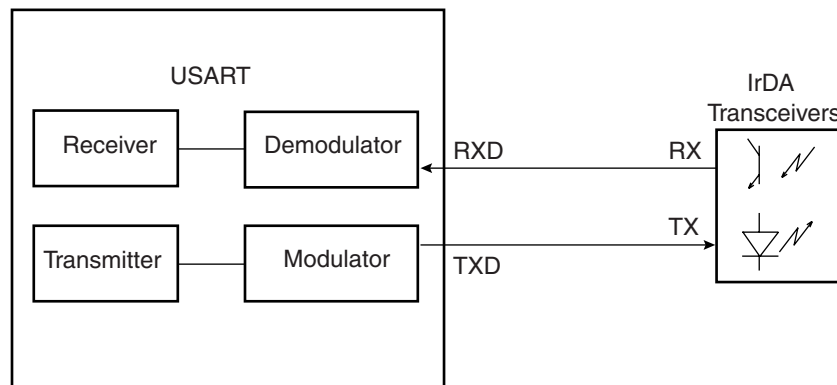 USART
IrDA
Transceivers
Receiver
Demodulator
RXD
RX
Transmitter
Modulator
TXD
TX